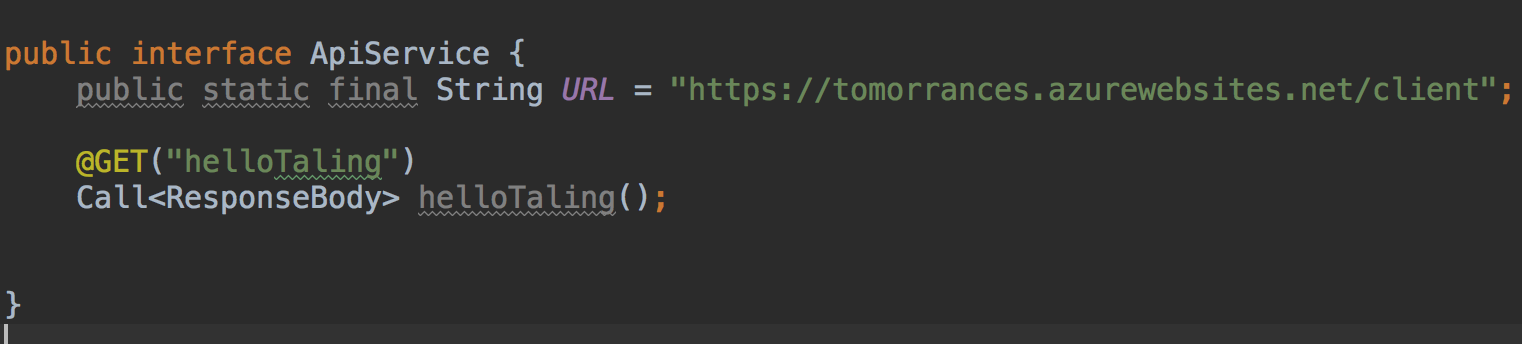 public interface ApiService {
public static final String URL = "https://tomorrances.azurewebsites.net/client";
@GET("helloTaling")
Call<ResponseBody> helloTaling();
}